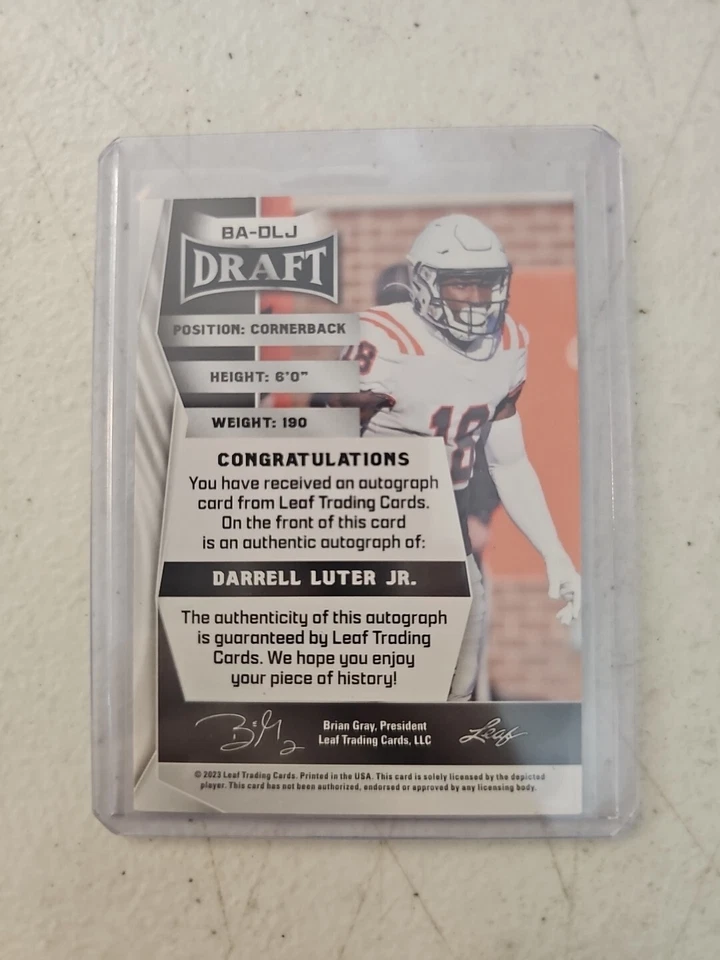 BA-DLJ
DRAFT
POSITION: CORNERBACK
HEIGHT: 6'0"
WEIGHT: 190
18
18
CONGRATULATIONS
You have received an autograph
card from Leaf Trading Cards.
On the front of this card
is an authentic autograph of:
DARRELL LUTER JR.
The authenticity of this autograph
is guaranteed by Leaf Trading
Cards. We hope you enjoy
your piece of history!
Brian Gray, President
Leaf Trading Cards, LLC
Leaf
© 2023 Leaf Trading Cards. Printed in the USA. This card is solely licensed by the depicted
player. This card has not been authorized, endorsed or approved by any licensing body.